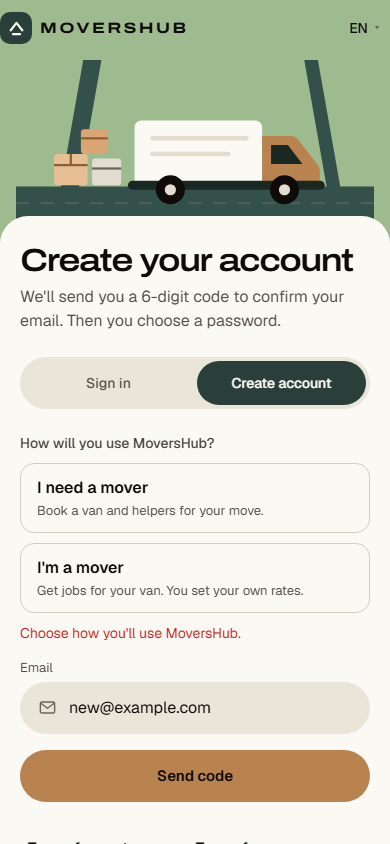 MOVERSHUB
EN
Create your account
We'll send you a 6-digit code to confirm your
email. Then you choose a password.
Sign in
Create account
How will you use MoversHub?
I need a mover
Book a van and helpers for your move.
I'm a mover
Get jobs for your van. You set your own rates.
Choose how you'll use MoversHub.
Email
new@example.com
Send code